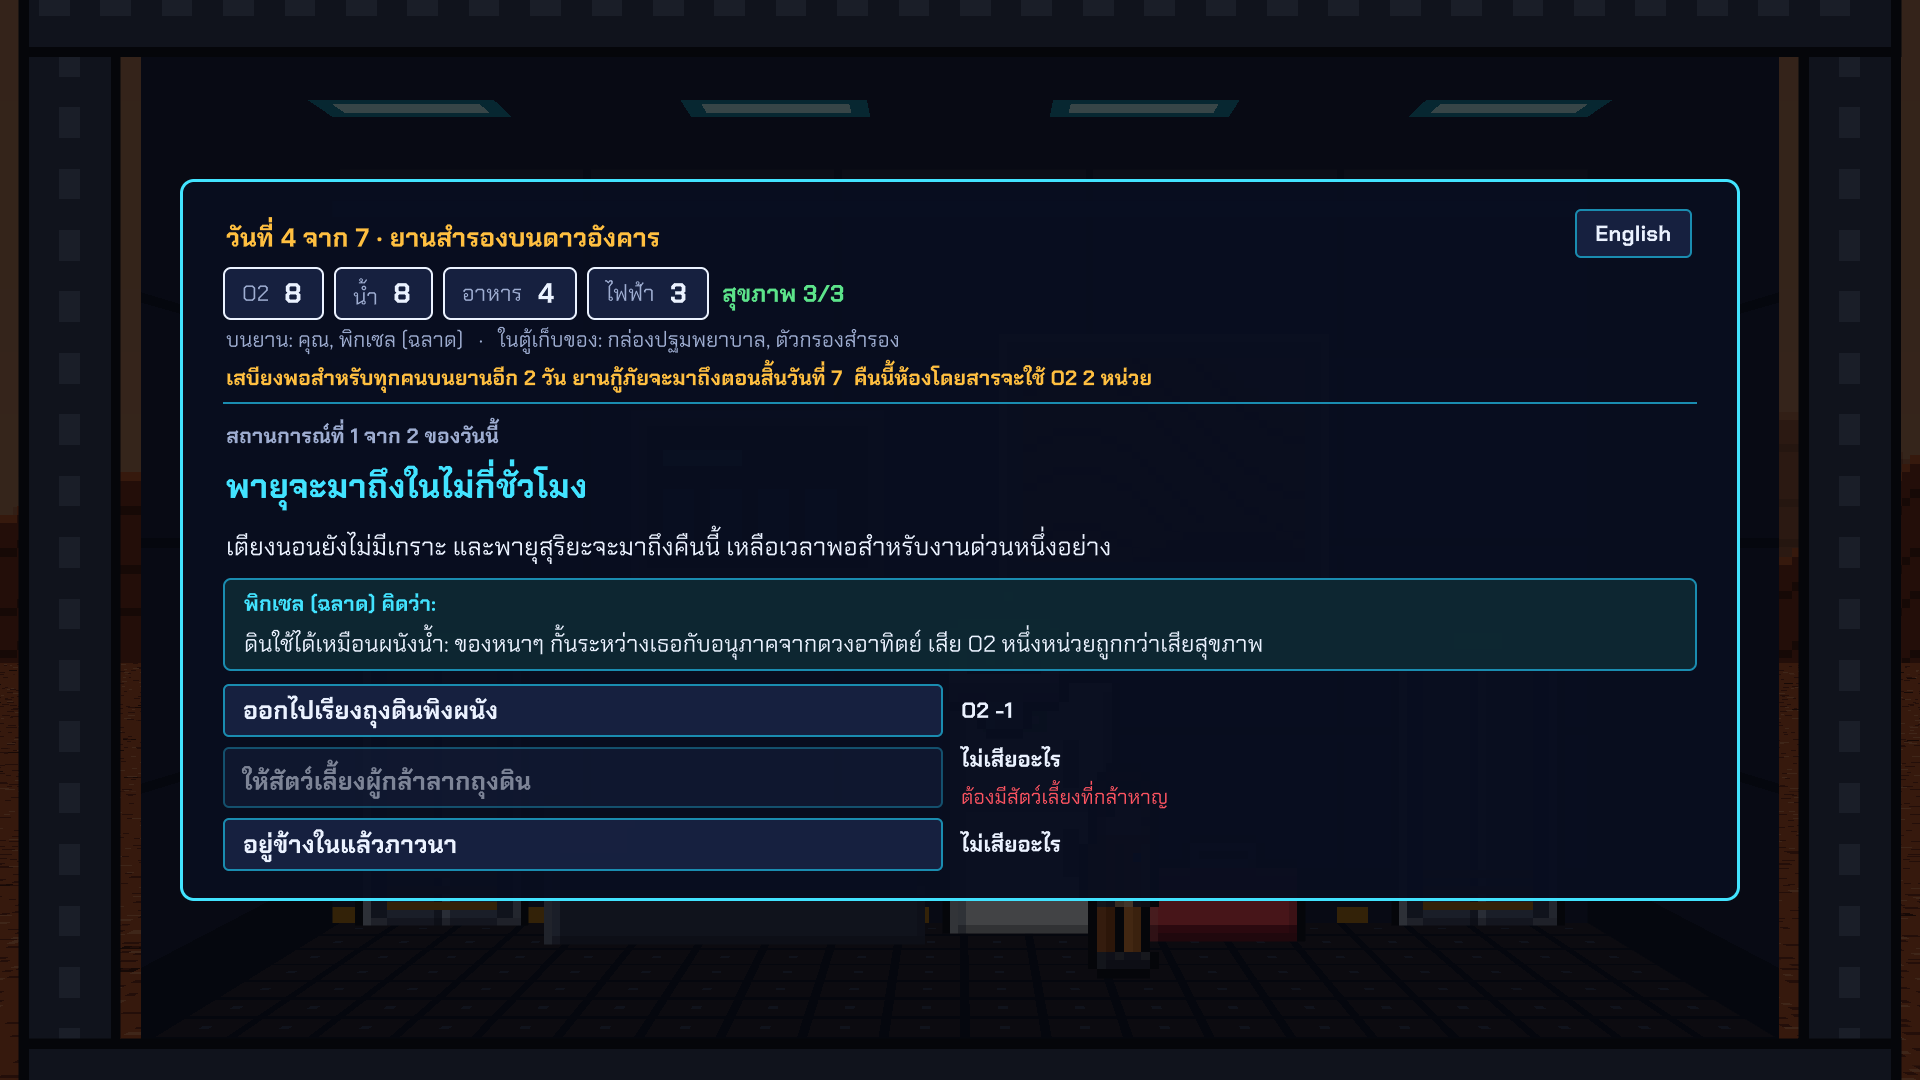 วันที่ 4 จาก 7 · ยานสำรองบนดาวอังคาร
English
O2 8 น้ำ 8 อาหาร 4 ไฟฟ้า 3 สุขภาพ 3/3
บนยาน: คุณ, พิกเซล (ฉลาด) · ในตู้เก็บของ: กล่องปฐมพยาบาล, ตัวกรองสำรอง
เสบียงพอสำหรับทุกคนบนยานอีก 2 วัน ยานกู้ภัยจะมาถึงตอนสิ้นวันที่ 7 คืนนี้ห้องโดยสารจะใช้ O2 2 หน่วย
สถานการณ์ที่ 1 จาก 2 ของวันนี้
พายุจะมาถึงในไม่กี่ชั่วโมง
เตียงนอนยังไม่มีเกราะ และพายุสุริยะจะมาถึงคืนนี้ เหลือเวลาพอสำหรับงานด่วนหนึ่งอย่าง
พิกเซล (ฉลาด) คิดว่า:
ดินใช้ได้เหมือนผนังน้ำ: ของหนาๆ กั้นระหว่างเธอกับอนุภาคจากดวงอาทิตย์ เสีย O2 หนึ่งหน่วยถูกกว่าเสียสุขภาพ
ออกไปเรียงถุงดินพิงผนัง
O2 -1
ให้สัตว์เลี้ยงผู้กล้าลากถุงดิน
ไม่เสียอะไร
ต้องมีสัตว์เลี้ยงที่กล้าหาญ
อยู่ข้างในแล้วภาวนา
ไม่เสียอะไร